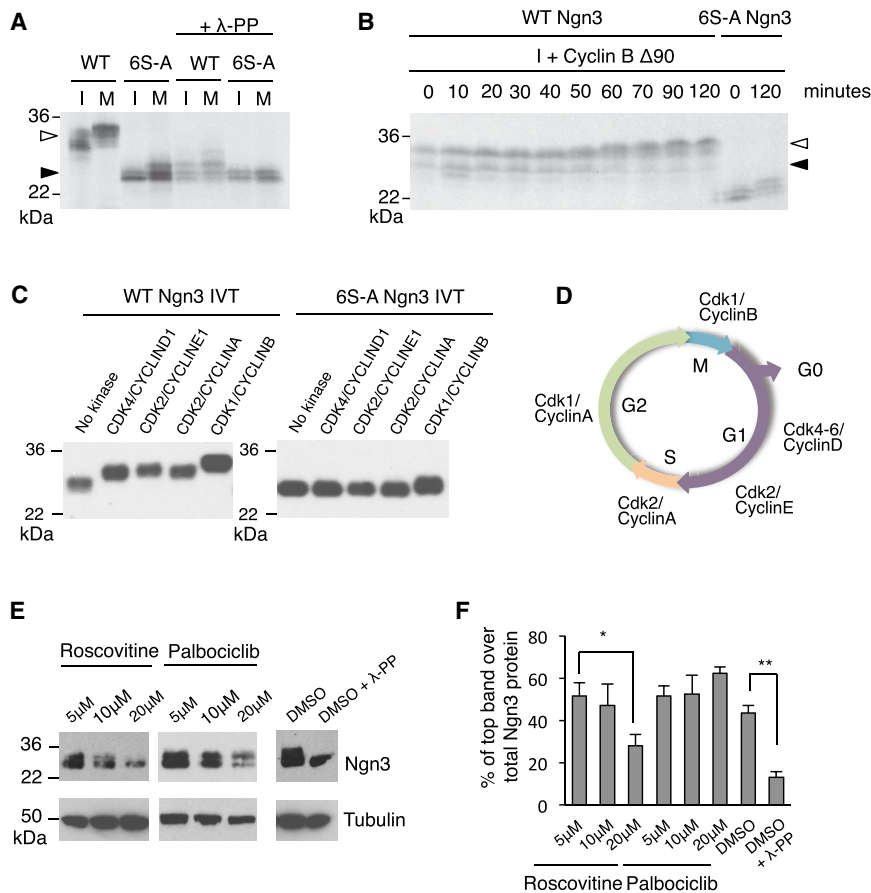 A
+ λ-PP
WT 6S-A WT 6S-A
I M I M I M I M
36
22
kDa
B
WT Ngn3 6S-A Ngn3
I + Cyclin B Δ90
0 10 20 30 40 50 60 70 90 120 0 120 minutes
36
22
kDa
C
WT Ngn3 IVT 6S-A Ngn3 IVT
No kinase CDK4/CYCLIND1 CDK2/CYCLINE1 CDK2/CYCLINA CDK1/CYCLINB
No kinase CDK4/CYCLIND1 CDK2/CYCLINE1 CDK2/CYCLINA CDK1/CYCLINB
36 36
22 22
kDa kDa
D
Cdk1/
CyclinB
M
G0
Cdk1/
CyclinA
G2
G1
Cdk4-6/
CyclinD
S
Cdk2/
CyclinA
Cdk2/
CyclinE
E
Roscovitine Palbociclib
5µM 10µM 20µM 5µM 10µM 20µM DMSO DMSO + λ-PP
36
22
Ngn3
50
kDa
Tubulin
F
% of top band over
total Ngn3 protein
80
60
40
20
0
* **
5µM 10µM 20µM 5µM 10µM 20µM DMSO DMSO
+ λ-PP
Roscovitine Palbociclib